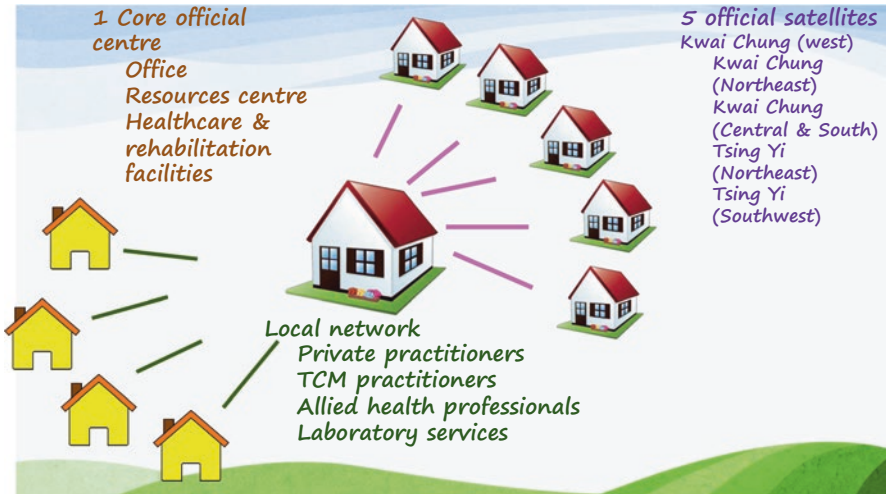 1 Core official
centre
Office
Resources centre
Healthcare &
rehabilitation
facilities
5 official satellites
Kwai Chung (west)
Kwai Chung
(Northeast)
Kwai Chung
(Central & South)
Tsing Yi
(Northeast)
Tsing Yi
(Southwest)
Local network
Private practitioners
TCM practitioners
Allied health professionals
Laboratory services